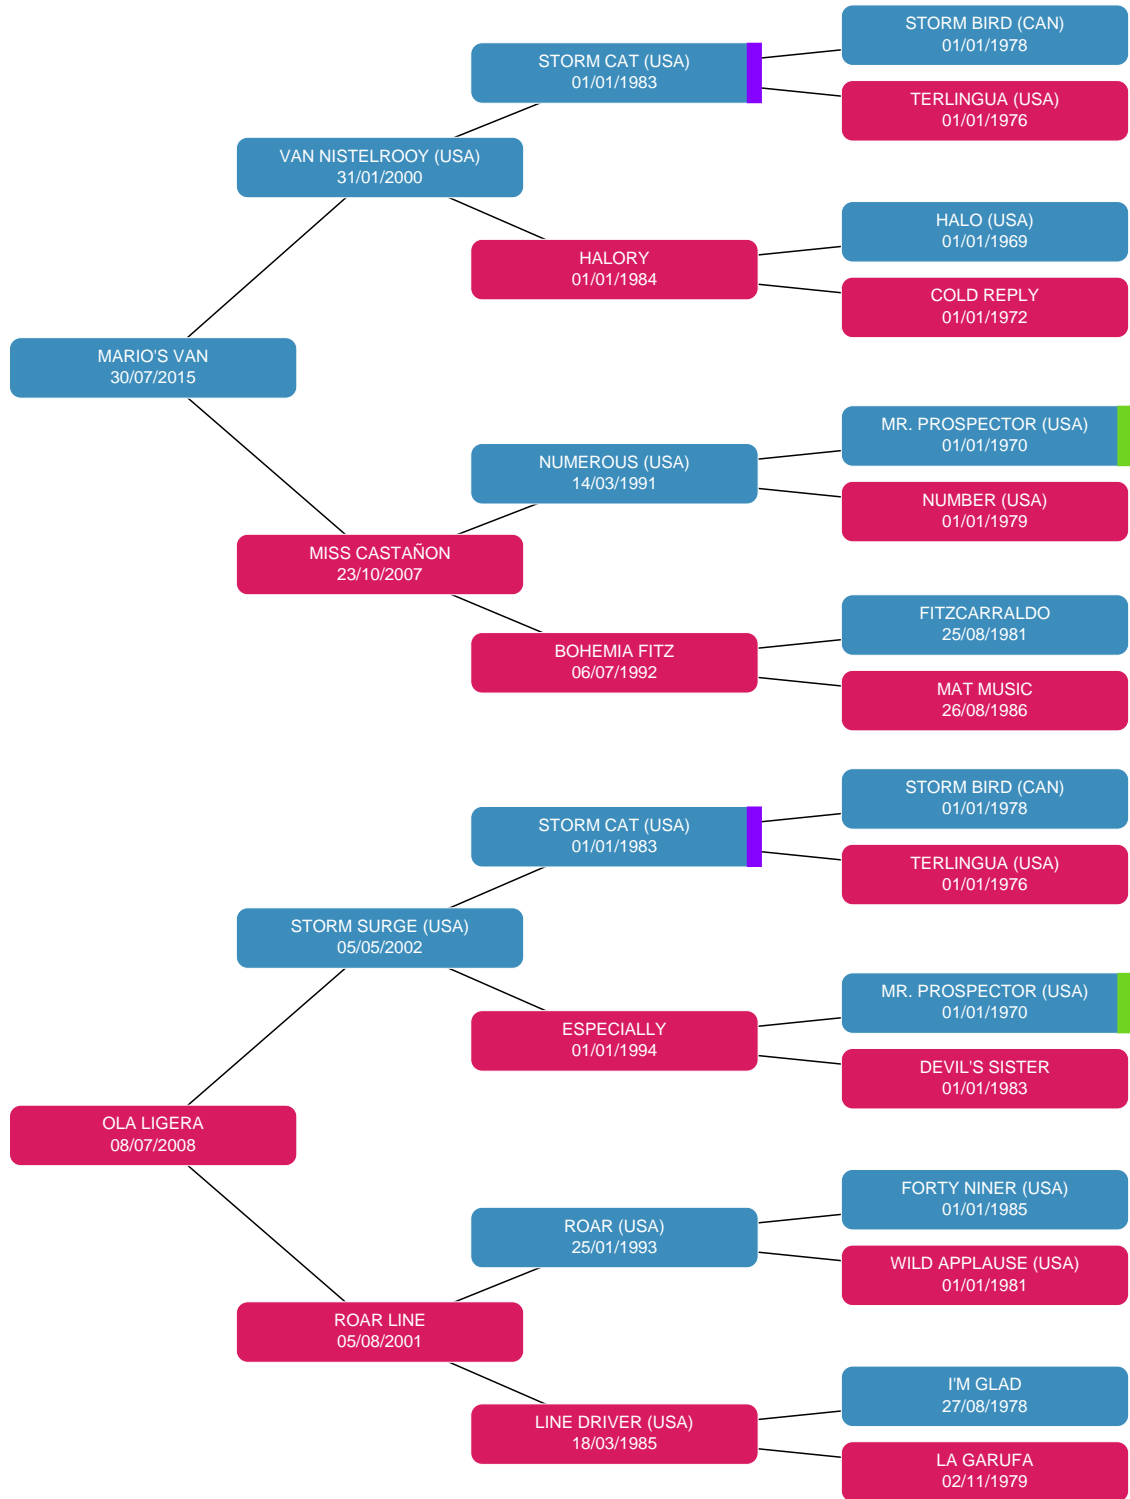 STORM BIRD (CAN)
01/01/1978
STORM CAT (USA)
01/01/1983
TERLINGUA (USA)
01/01/1976
VAN NISTELROOY (USA)
31/01/2000
HALO (USA)
01/01/1969
HALORY
01/01/1984
COLD REPLY
01/01/1972
MARIO'S VAN
30/07/2015
MR. PROSPECTOR (USA)
01/01/1970
NUMEROUS (USA)
14/03/1991
NUMBER (USA)
01/01/1979
MISS CASTAÑON
23/10/2007
FITZCARRALDO
25/08/1981
BOHEMIA FITZ
06/07/1992
MAT MUSIC
26/08/1986
STORM BIRD (CAN)
01/01/1978
STORM CAT (USA)
01/01/1983
TERLINGUA (USA)
01/01/1976
STORM SURGE (USA)
05/05/2002
MR. PROSPECTOR (USA)
01/01/1970
ESPECIALLY
01/01/1994
DEVIL'S SISTER
01/01/1983
OLA LIGERA
08/07/2008
FORTY NINER (USA)
01/01/1985
ROAR (USA)
25/01/1993
WILD APPLAUSE (USA)
01/01/1981
ROAR LINE
05/08/2001
I'M GLAD
27/08/1978
LINE DRIVER (USA)
18/03/1985
LA GARUFA
02/11/1979